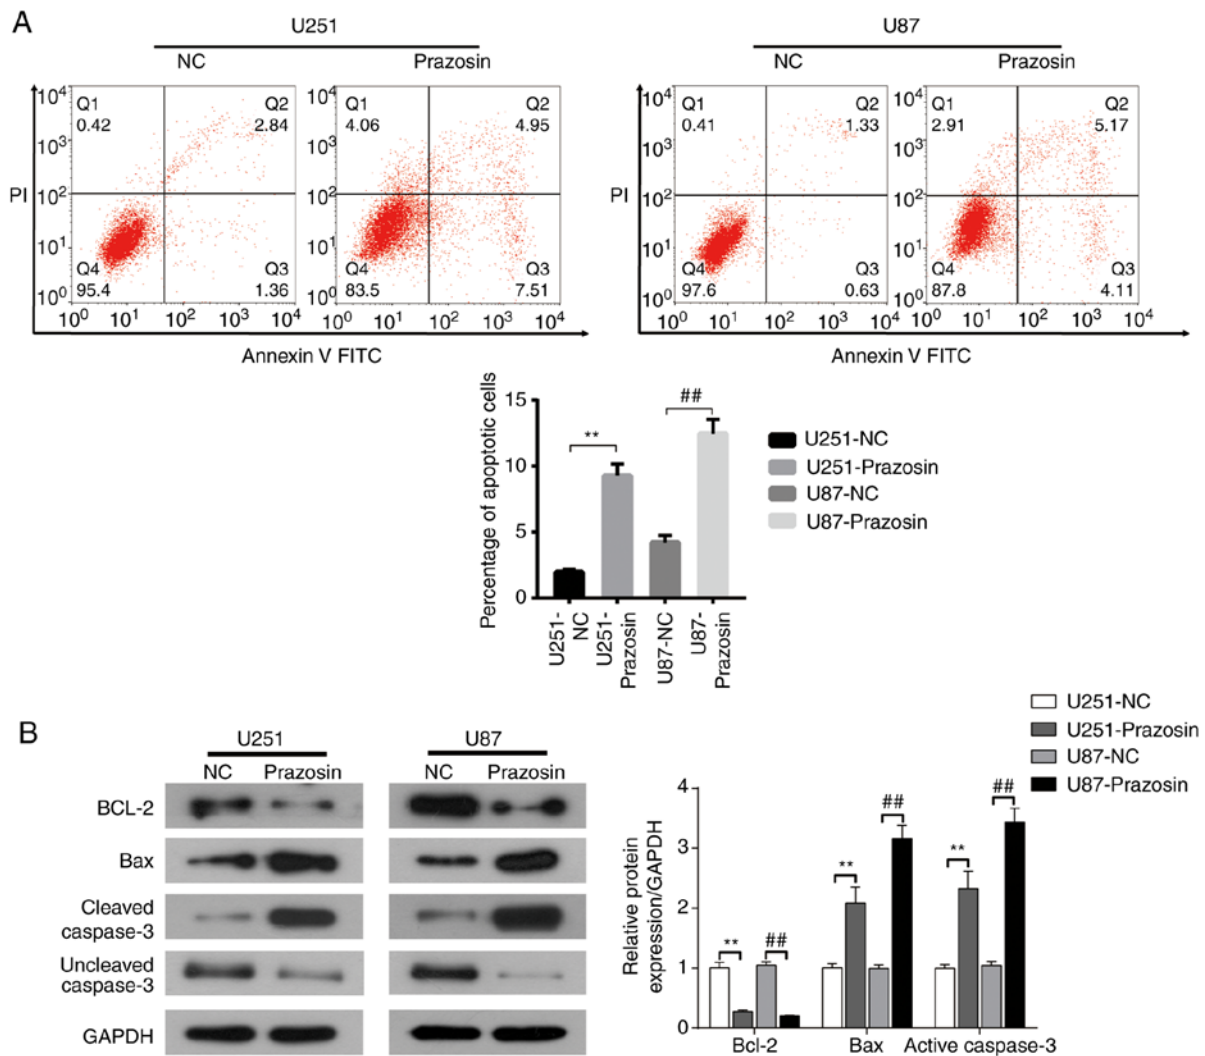 A
U251
U87
NC
Prazosin
NC
Prazosin
10⁴
10³
10²
10¹
10⁰
PI
Q1
0.42
Q2
2.84
Q4
95.4
Q3
1.36
10⁰ 10¹ 10² 10³ 10⁴
10⁴
10³
10²
10¹
10⁰
Q1
4.06
Q2
4.95
Q4
83.5
Q3
7.51
10⁰ 10¹ 10² 10³ 10⁴
Annexin V FITC
10⁴
10³
10²
10¹
10⁰
PI
Q1
0.41
Q2
1.33
Q4
97.6
Q3
0.63
10⁰ 10¹ 10² 10³ 10⁴
10⁴
10³
10²
10¹
10⁰
Q1
2.91
Q2
5.17
Q4
87.8
Q3
4.11
10⁰ 10¹ 10² 10³ 10⁴
Annexin V FITC
Percentage of apoptotic cells
15
10
5
0
**
##
U251-
NC
U251-
Prazosin
U87-NC
U87-
Prazosin
U251-NC
U251-Prazosin
U87-NC
U87-Prazosin
B
U251
U87
NC
Prazosin
NC
Prazosin
BCL-2
Bax
Cleaved
caspase-3
Uncleaved
caspase-3
GAPDH
U251-NC
U251-Prazosin
U87-NC
U87-Prazosin
Relative protein
expression/GAPDH
4
3
2
1
0
**
##
**
##
**
##
Bcl-2
Bax
Active caspase-3